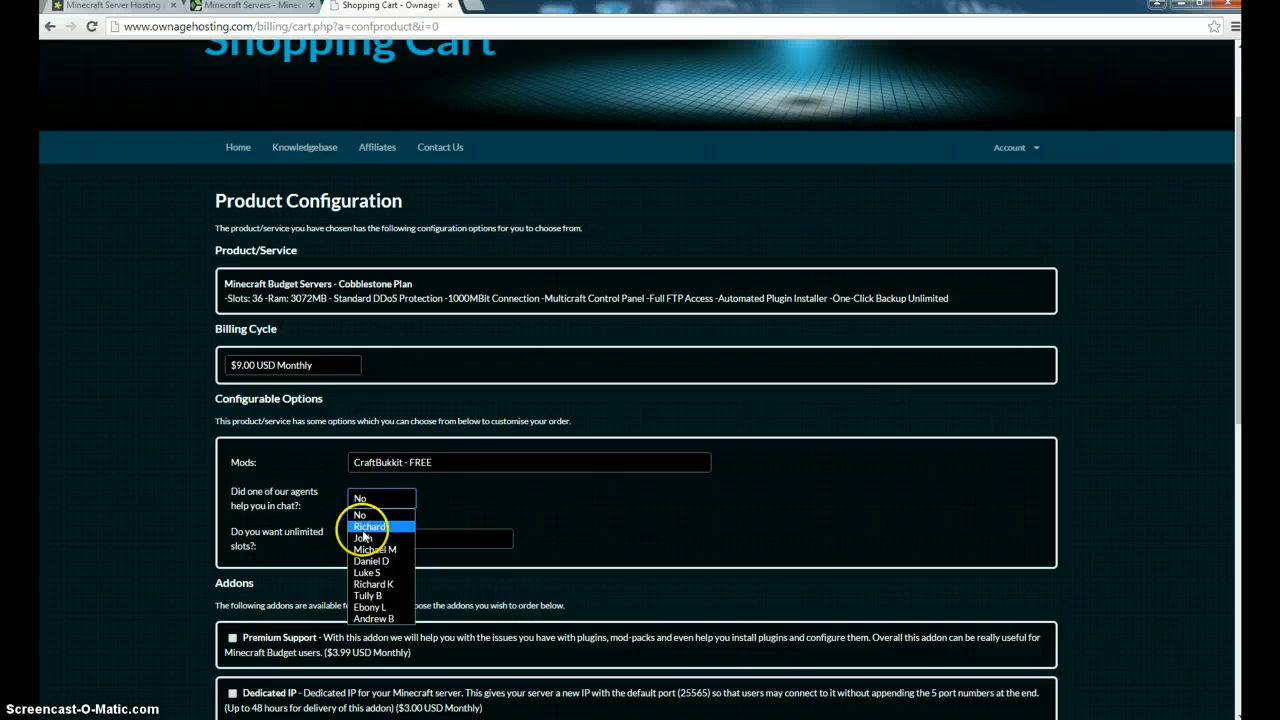 Minecraft Server Hosting
Minecraft Servers - Minec
Shopping Cart - OwnageH
www.ownagehosting.com/billing/cart.php?a=confproduct&i=0
Shopping Cart
Home
Knowledgebase
Affiliates
Contact Us
Account
Product Configuration
The product/service you have chosen has the following configuration options for you to choose from.
Product/Service
Minecraft Budget Servers - Cobblestone Plan
-Slots: 36 -Ram: 3072MB - Standard DDoS Protection -1000MBit Connection -Multicraft Control Panel -Full FTP Access -Automated Plugin Installer -One-Click Backup Unlimited
Billing Cycle
$9.00 USD Monthly
Configurable Options
This product/service has some options which you can choose from below to customise your order.
Mods:
CraftBukkit - FREE
Did one of our agents
help you in chat?:
No
No
Richard
Michael M
Daniel D
Luke S
Richard K
Tully B
Ebony L
Andrew B
Do you want unlimited
slots?:
Addons
The following addons are available f
oose the addons you wish to order below.
Premium Support - With this addon we will help you with the issues you have with plugins, mod-packs and even help you install plugins and configure them. Overall this addon can be really useful for
Minecraft Budget users. ($3.99 USD Monthly)
Dedicated IP - Dedicated IP for your Minecraft server. This gives your server a new IP with the default port (25565) so that users may connect to it without appending the 5 port numbers at the end.
(Up to 48 hours for delivery of this addon) ($3.00 USD Monthly)
Screencast-O-Matic.com